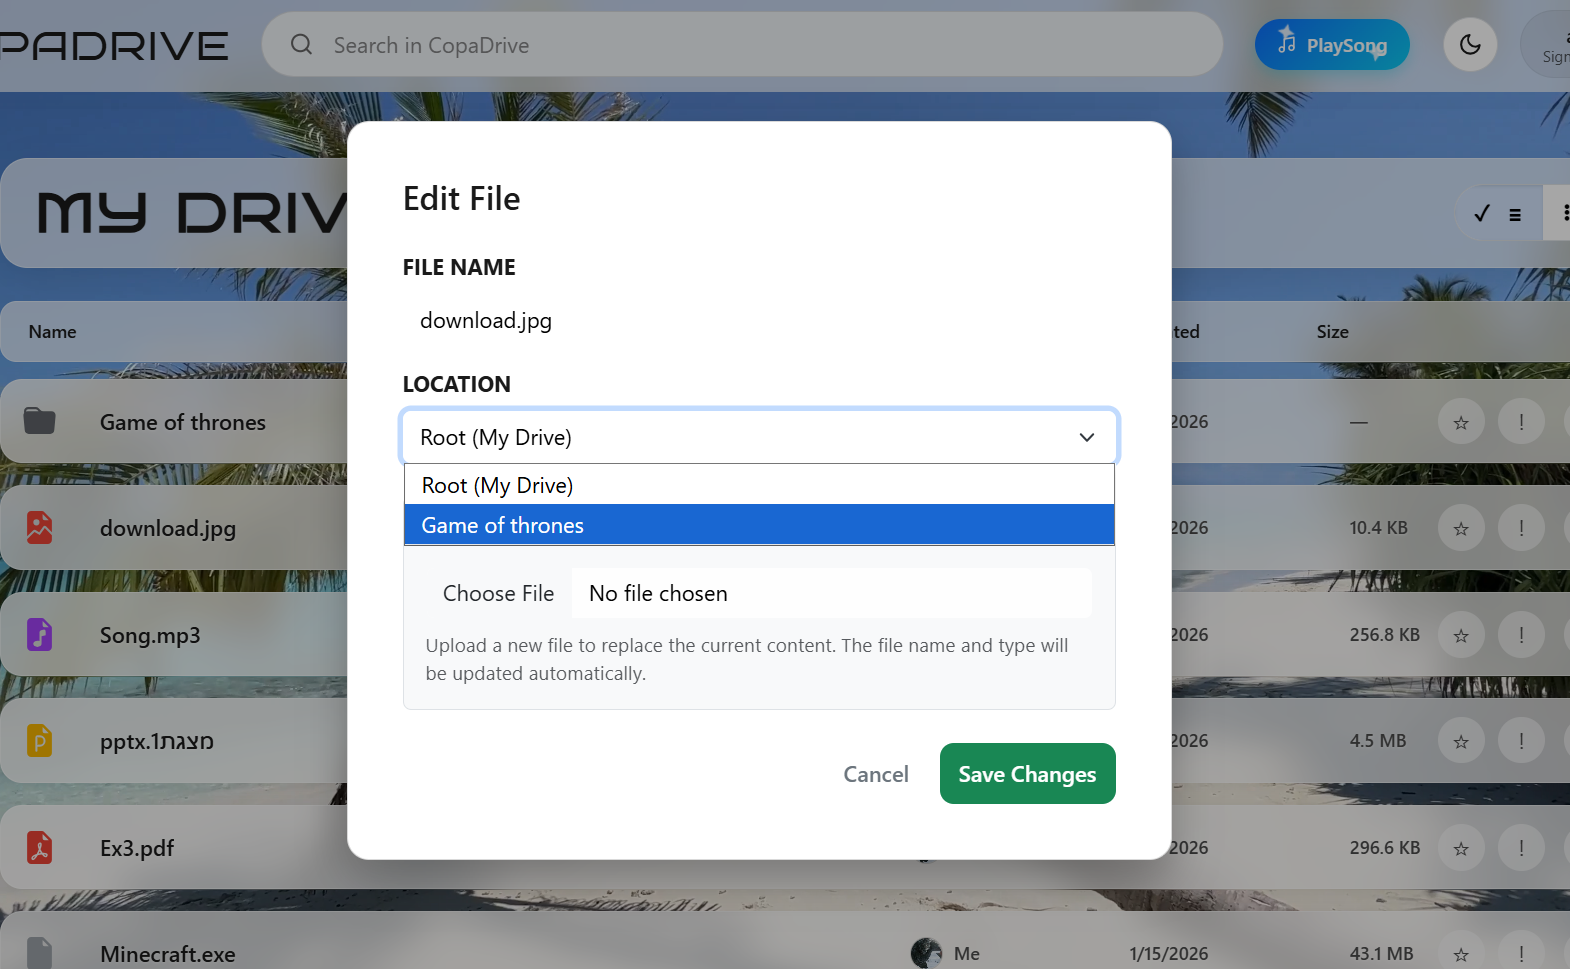 PADRIVE
Search in CopaDrive
PlaySong
Sign
MY DRIV
Edit File
FILE NAME
download.jpg
LOCATION
Root (My Drive)
Root (My Drive)
Game of thrones
Choose File No file chosen
Upload a new file to replace the current content. The file name and type will
be updated automatically.
Cancel Save Changes
Name ted Size
Game of thrones 2026 —
download.jpg 2026 10.4 KB
Song.mp3 2026 256.8 KB
מצגת1.pptx 2026 4.5 MB
Ex3.pdf 2026 296.6 KB
Minecraft.exe Me 1/15/2026 43.1 MB